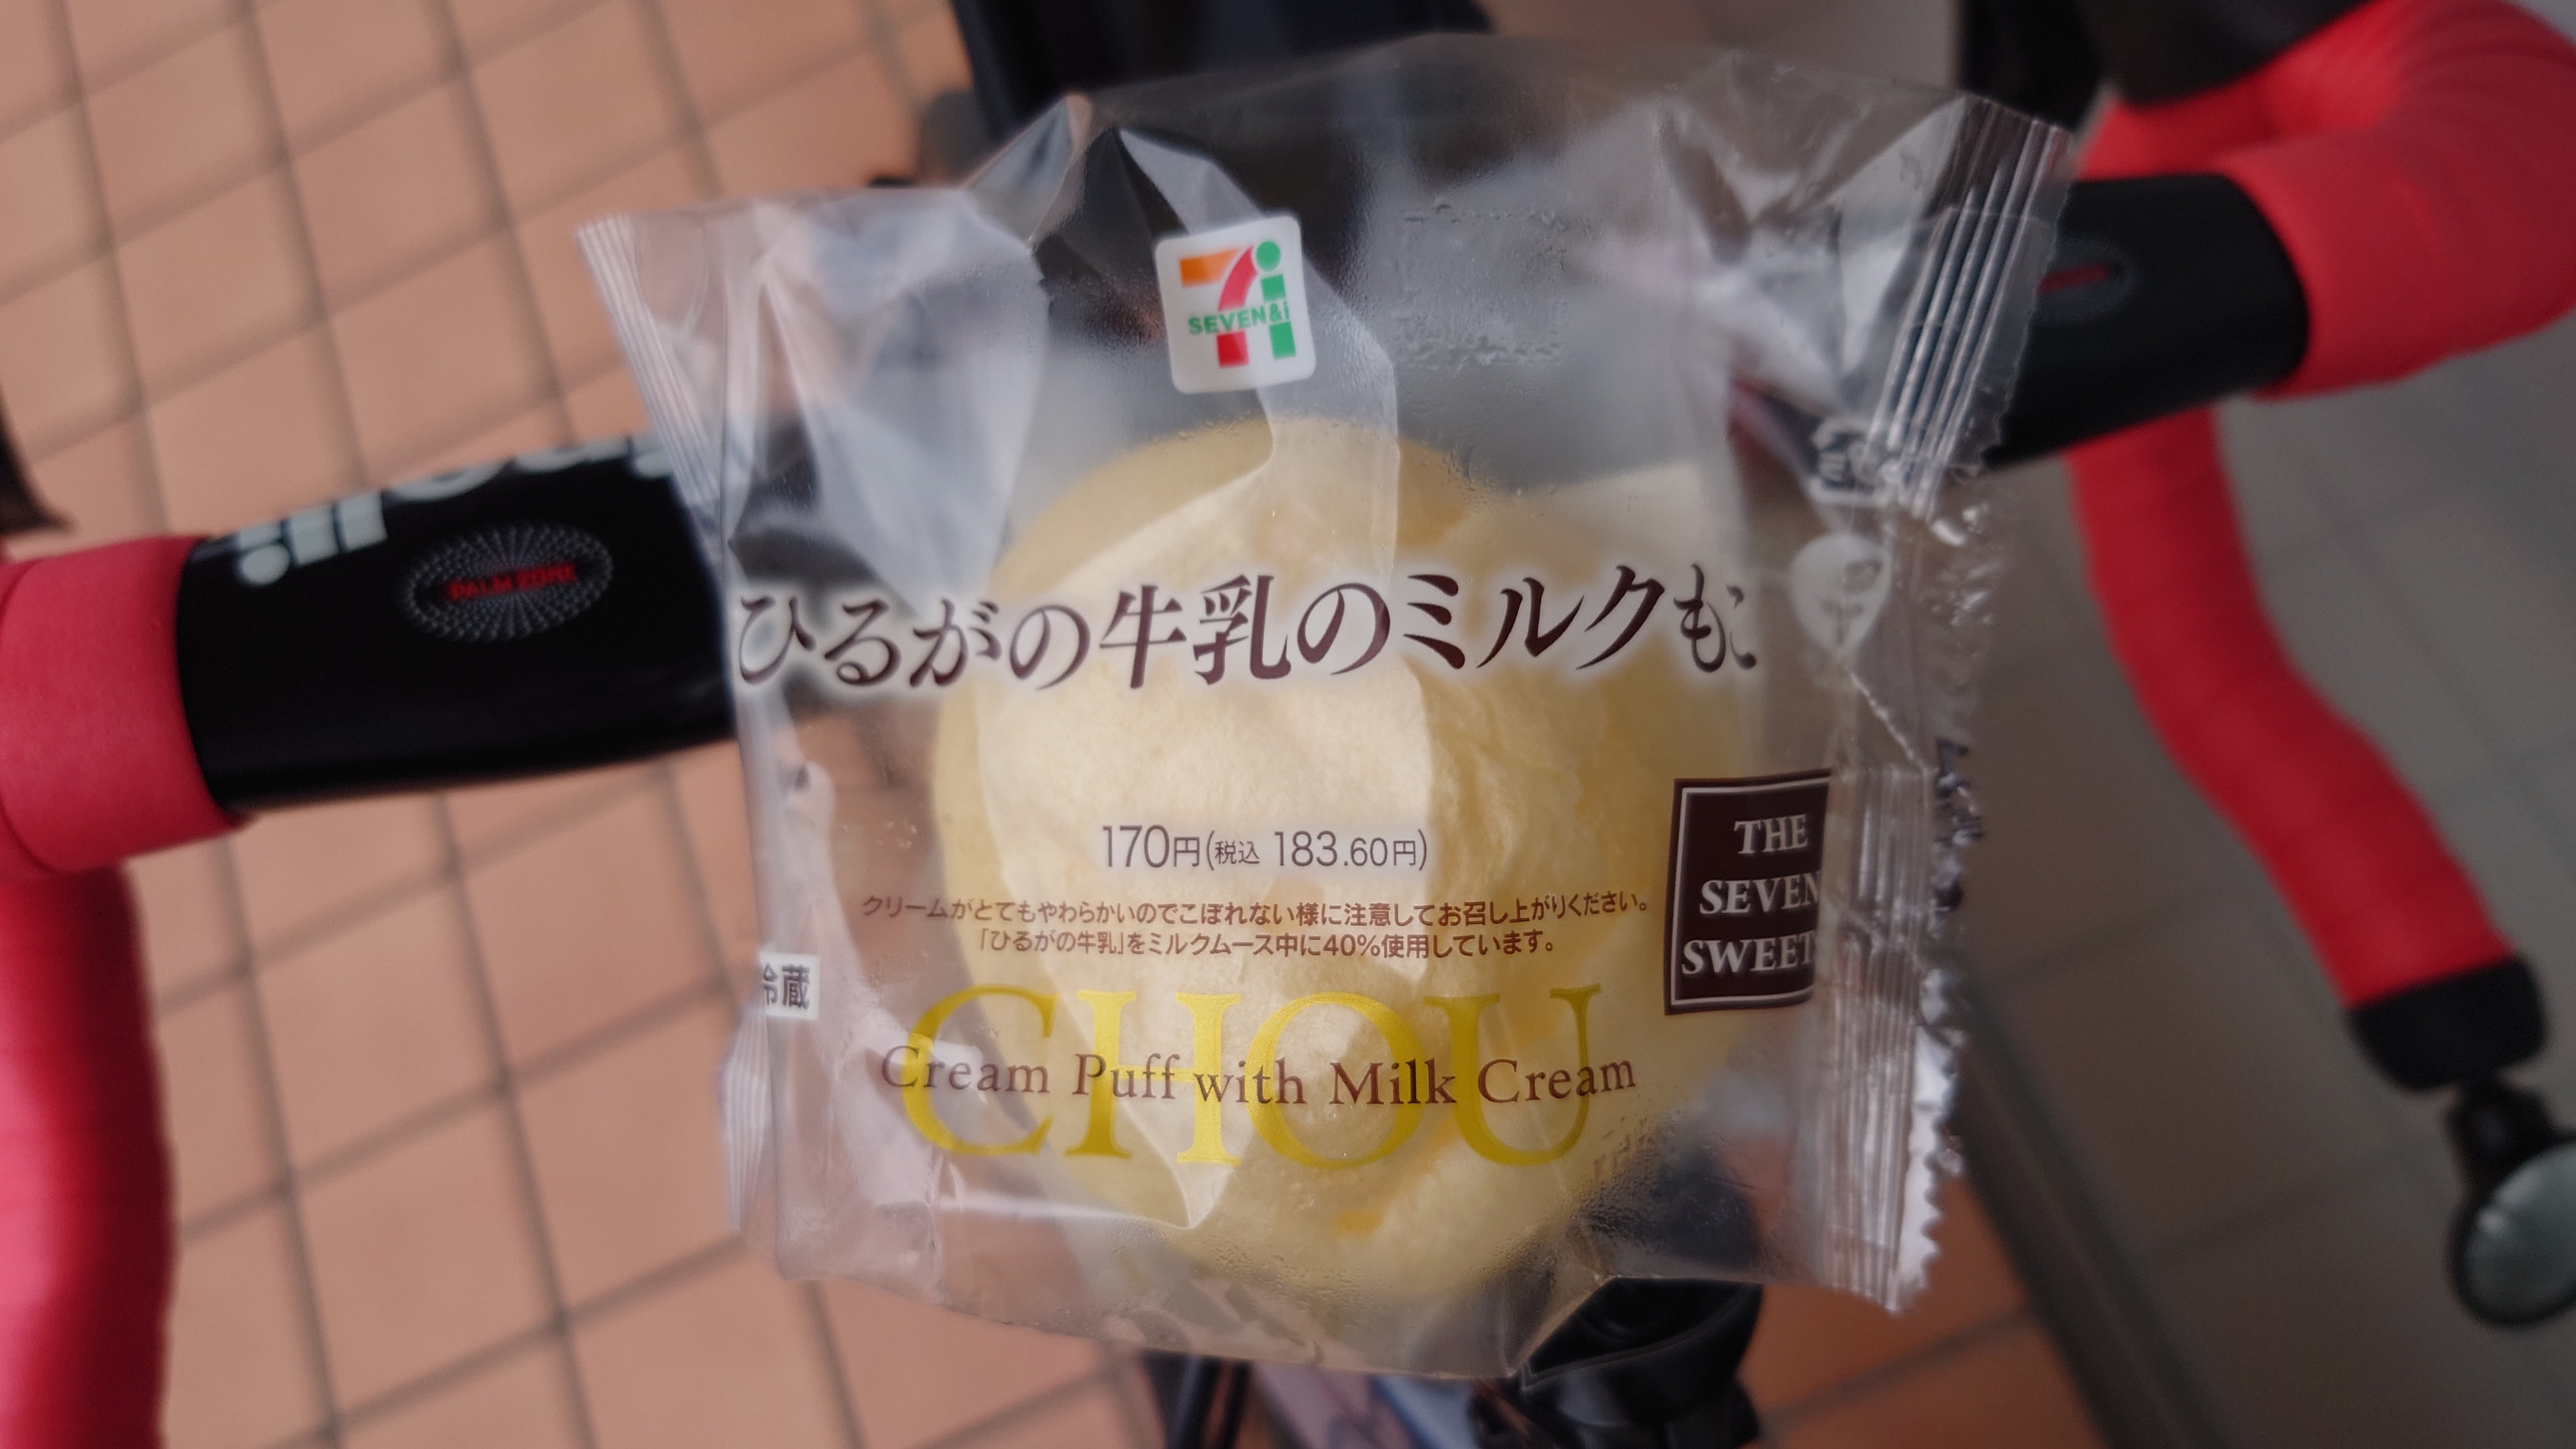 SEVEN&i
PALM ZONE
ひるがの牛乳のミルクもこ
170円(税込 183.60円)
クリームがとてもやわらかいのでこぼれない様に注意してお召し上がりください。
「ひるがの牛乳」をミルクムース中に40%使用しています。
冷蔵
THE
SEVEN
SWEET
CHOU
Cream Puff with Milk Cream